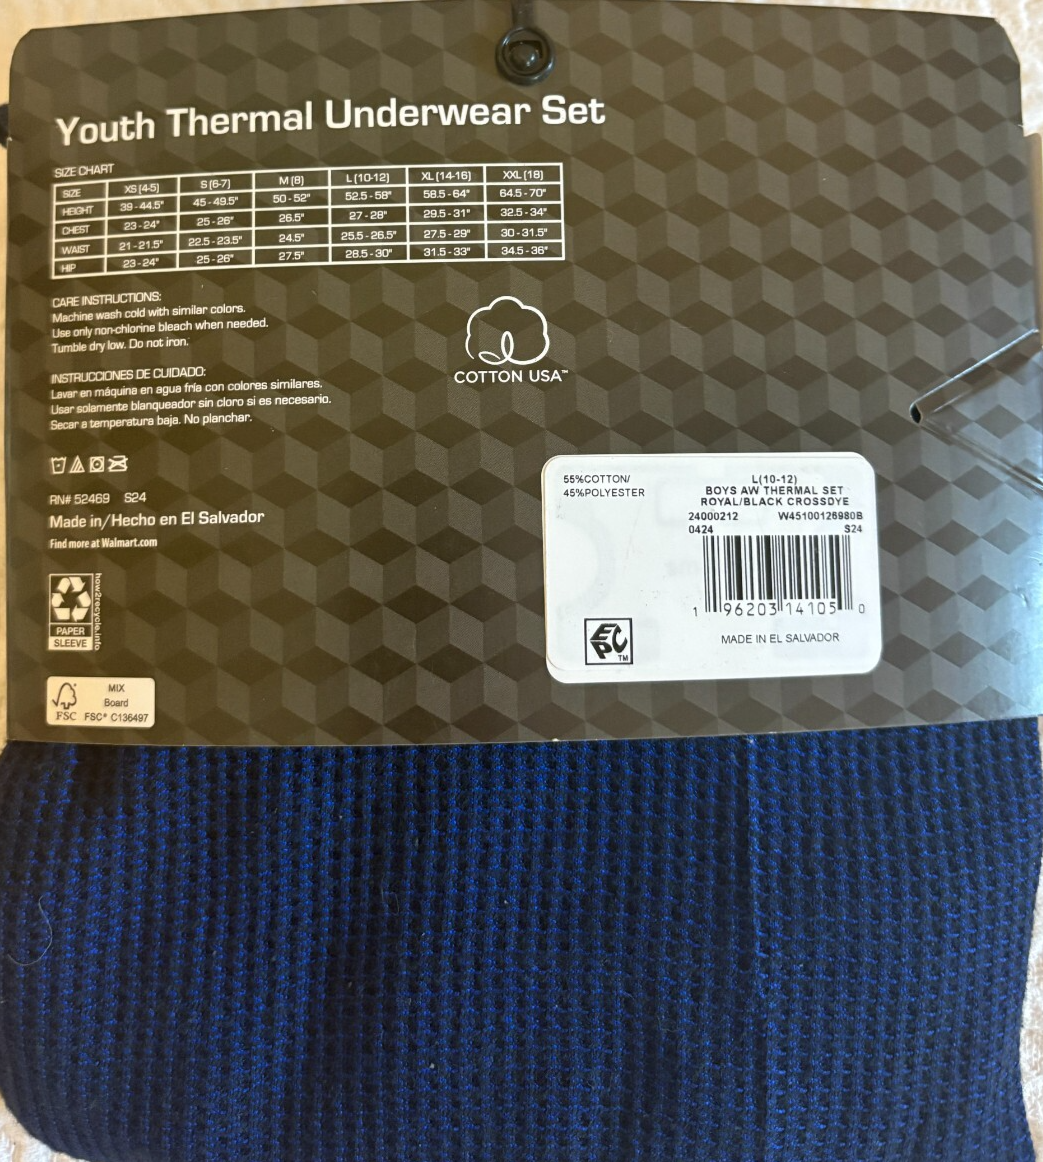 Youth Thermal Underwear Set
SIZE CHART
SIZE XS (4-5) S (6-7) M (8) L (10-12) XL (14-16) XXL (18)
HEIGHT 39 - 44.5" 45 - 49.5" 50 - 52" 52.5 - 58" 58.5 - 64" 64.5 - 70"
CHEST 23 - 24" 25 - 26" 26.5" 27 - 28" 29.5 - 31" 32.5 - 34"
WAIST 21 - 21.5" 22.5 - 23.5" 24.5" 25.5 - 26.5" 27.5 - 29" 30 - 31.5"
HIP 23 - 24" 25 - 26" 27.5" 28.5 - 30" 31.5 - 33" 34.5 - 36"
CARE INSTRUCTIONS:
Machine wash cold with similar colors.
Use only non-chlorine bleach when needed.
Tumble dry low. Do not iron.
INSTRUCCIONES DE CUIDADO:
Lavar en máquina en agua fría con colores similares.
Usar solamente blanqueador sin cloro si es necesario.
Secar a temperatura baja. No planchar.
COTTON USA™
RN# 52469 S24
Made in/Hecho en El Salvador
Find more at Walmart.com
how2recycle.info
PAPER
SLEEVE
MIX
Board
FSC FSC® C136497
55%COTTON/
45%POLYESTER
L(10-12)
BOYS AW THERMAL SET
ROYAL/BLACK CROSSDYE
24000212 W45100126980B
0424 S24
1 96203 14105 0
EPC TM
MADE IN EL SALVADOR